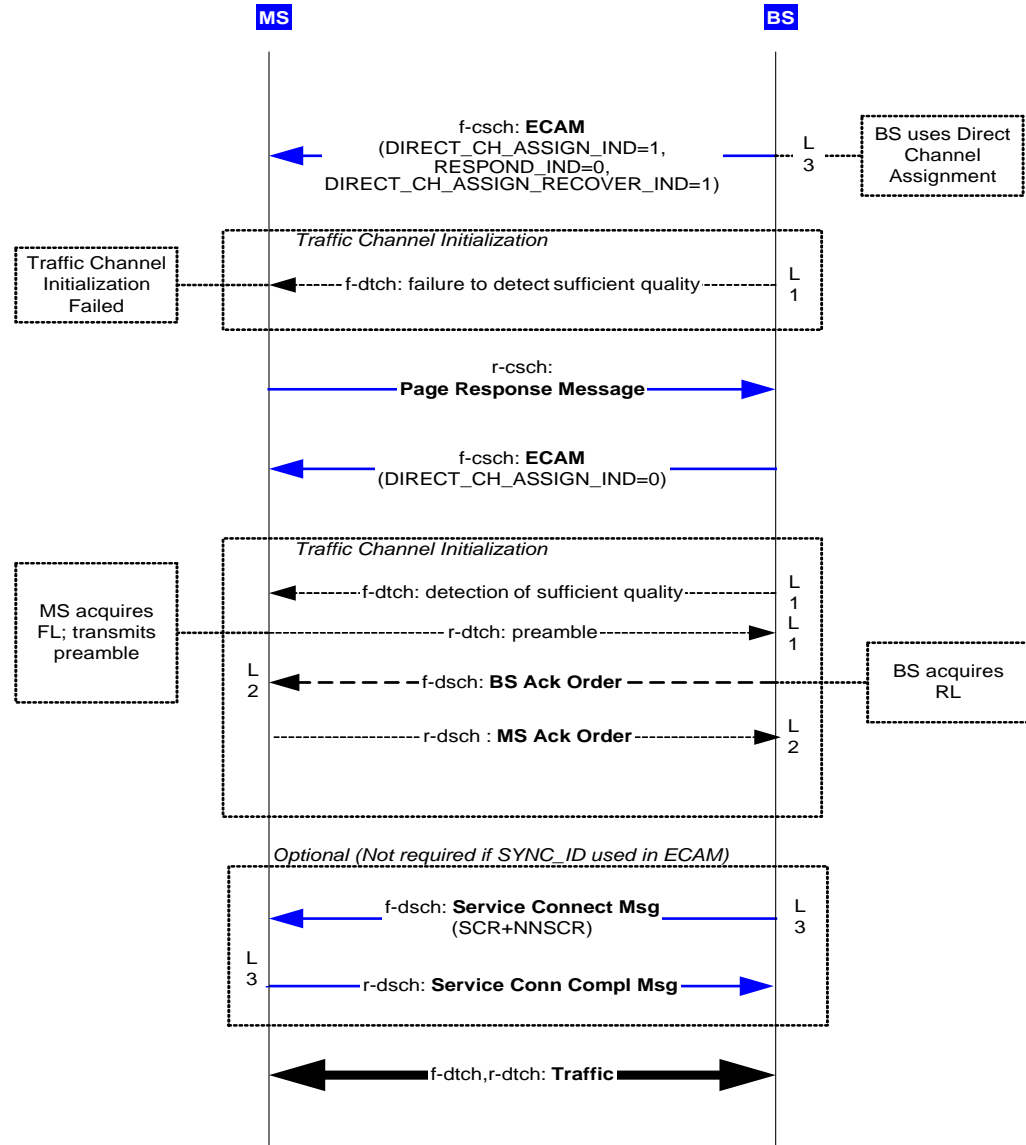 MS
BS
f-csch: ECAM
(DIRECT_CH_ASSIGN_IND=1,
RESPOND_IND=0,
DIRECT_CH_ASSIGN_RECOVER_IND=1)
L
3
BS uses Direct
Channel
Assignment
Traffic Channel Initialization
Traffic Channel
Initialization
Failed
f-dtch: failure to detect sufficient quality
L
1
r-csch:
Page Response Message
f-csch: ECAM
(DIRECT_CH_ASSIGN_IND=0)
Traffic Channel Initialization
MS acquires
FL; transmits
preamble
f-dtch: detection of sufficient quality
L
1
r-dtch: preamble
L
1
L
2
f-dsch: BS Ack Order
BS acquires
RL
r-dsch : MS Ack Order
L
2
Optional (Not required if SYNC_ID used in ECAM)
f-dsch: Service Connect Msg
(SCR+NNSCR)
L
3
L
3
r-dsch: Service Conn Compl Msg
f-dtch,r-dtch: Traffic